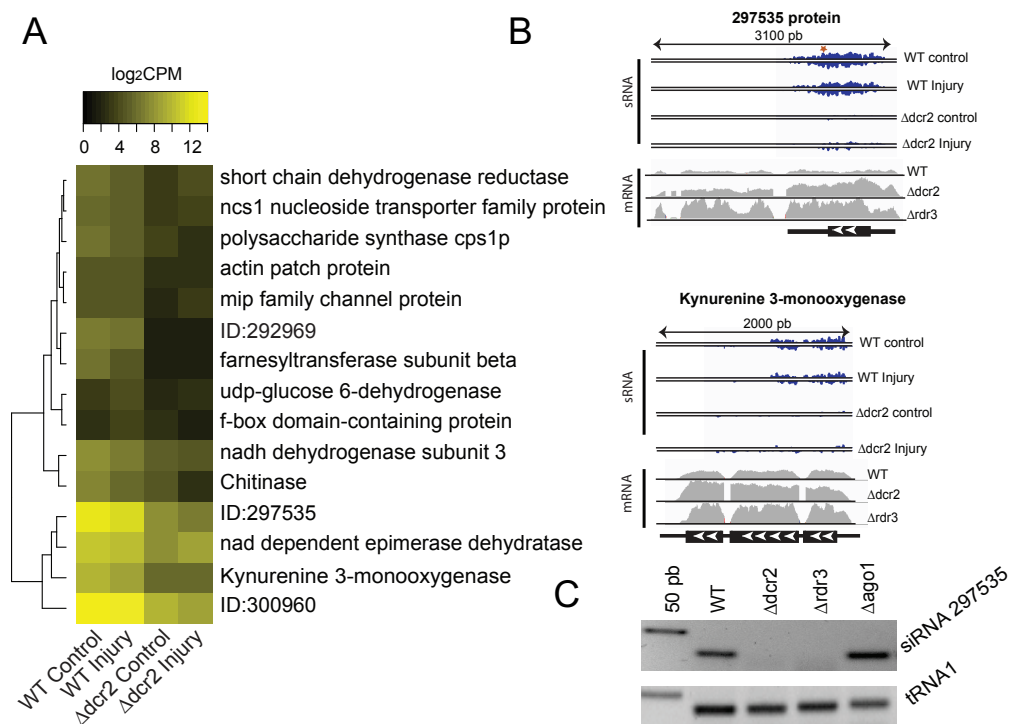 A
log2CPM
0 4 8 12
short chain dehydrogenase reductase
ncs1 nucleoside transporter family protein
polysaccharide synthase cps1p
actin patch protein
mip family channel protein
ID:292969
farnesyltransferase subunit beta
udp-glucose 6-dehydrogenase
f-box domain-containing protein
nadh dehydrogenase subunit 3
Chitinase
ID:297535
nad dependent epimerase dehydratase
Kynurenine 3-monooxygenase
ID:300960
WT Control
WT Injury
Δdcr2 Control
Δdcr2 Injury
B
297535 protein
3100 pb
sRNA
WT control
WT Injury
Δdcr2 control
Δdcr2 Injury
mRNA
WT
Δdcr2
Δrdr3
Kynurenine 3-monooxygenase
2000 pb
sRNA
WT control
WT Injury
Δdcr2 control
Δdcr2 Injury
mRNA
WT
Δdcr2
Δrdr3
C
50 pb
WT
Δdcr2
Δrdr3
Δago1
siRNA 297535
tRNA1